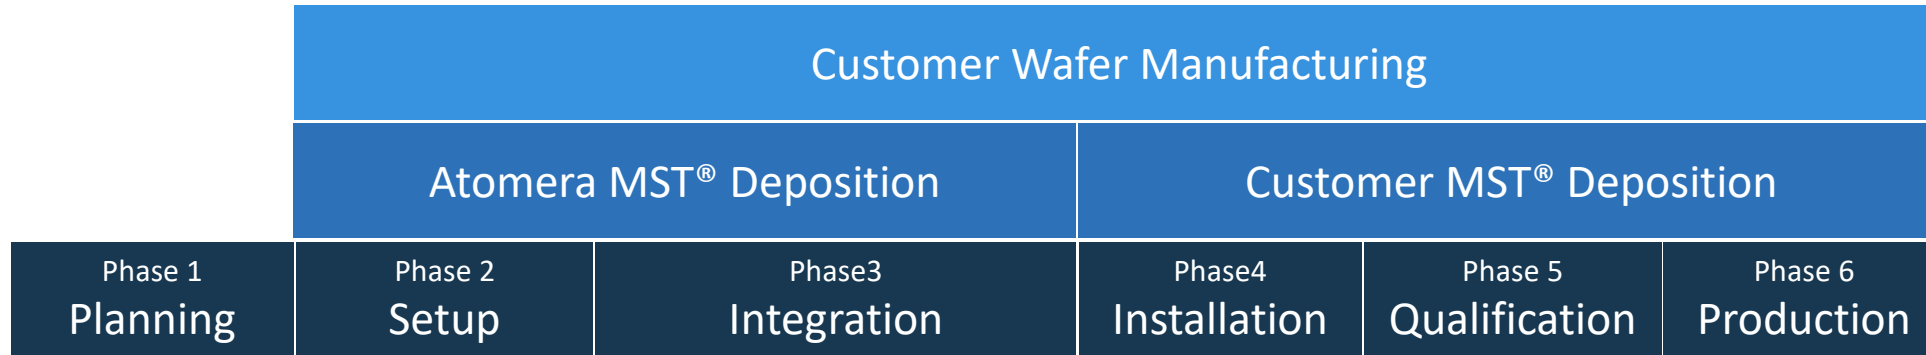 Customer Wafer Manufacturing
Atomera MST® Deposition
Customer MST® Deposition
Phase 1
Planning
Phase 2
Setup
Phase3
Integration
Phase4
Installation
Phase 5
Qualification
Phase 6
Production